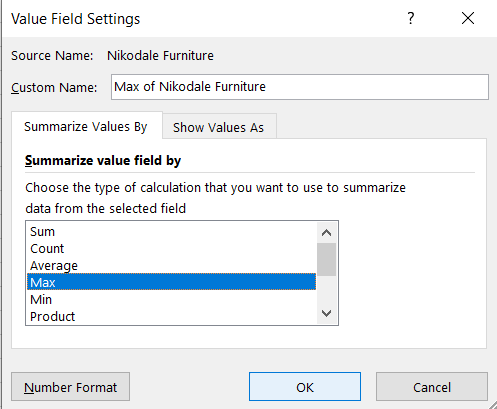 Value Field Settings ?
Source Name: Nikodale Furniture
Custom Name: Max of Nikodale Furniture
Summarize Values By Show Values As
Summarize value field by
Choose the type of calculation that you want to use to summarize
data from the selected field
Sum
Count
Average
Max
Min
Product
Number Format OK Cancel